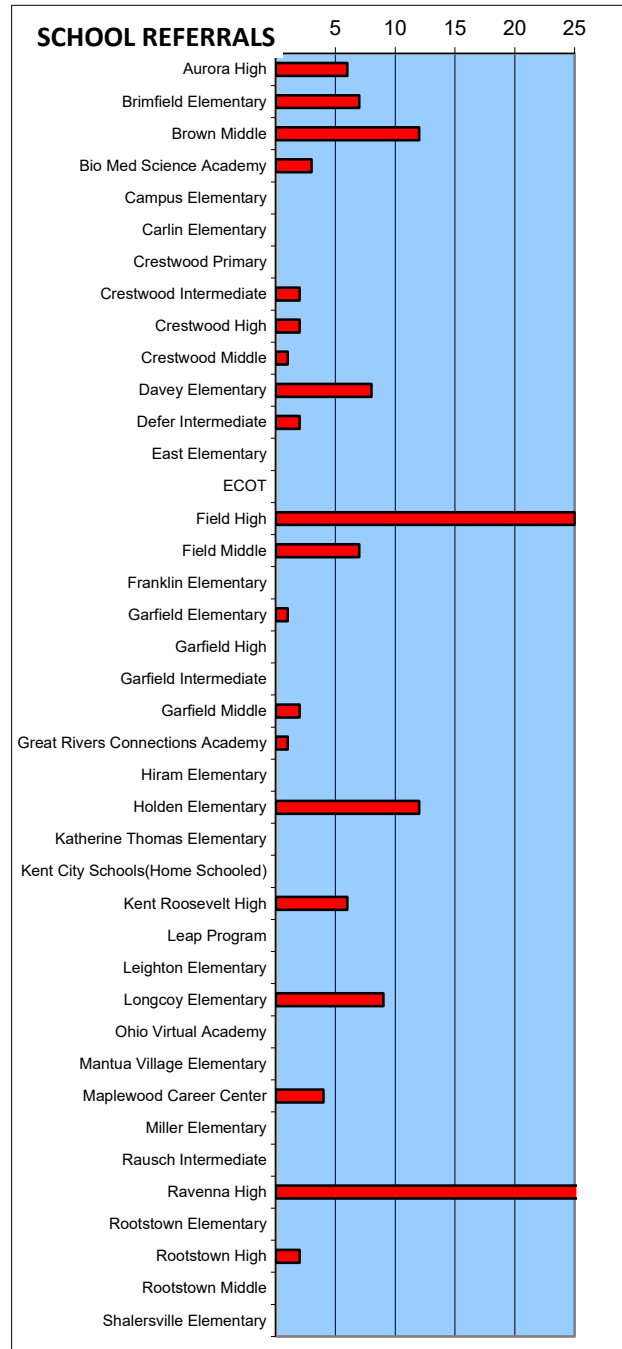 SCHOOL REFERRALS
5 10 15 20 25
Aurora High
Brimfield Elementary
Brown Middle
Bio Med Science Academy
Campus Elementary
Carlin Elementary
Crestwood Primary
Crestwood Intermediate
Crestwood High
Crestwood Middle
Davey Elementary
Defer Intermediate
East Elementary
ECOT
Field High
Field Middle
Franklin Elementary
Garfield Elementary
Garfield High
Garfield Intermediate
Garfield Middle
Great Rivers Connections Academy
Hiram Elementary
Holden Elementary
Katherine Thomas Elementary
Kent City Schools(Home Schooled)
Kent Roosevelt High
Leap Program
Leighton Elementary
Longcoy Elementary
Ohio Virtual Academy
Mantua Village Elementary
Maplewood Career Center
Miller Elementary
Rausch Intermediate
Ravenna High
Rootstown Elementary
Rootstown High
Rootstown Middle
Shalersville Elementary